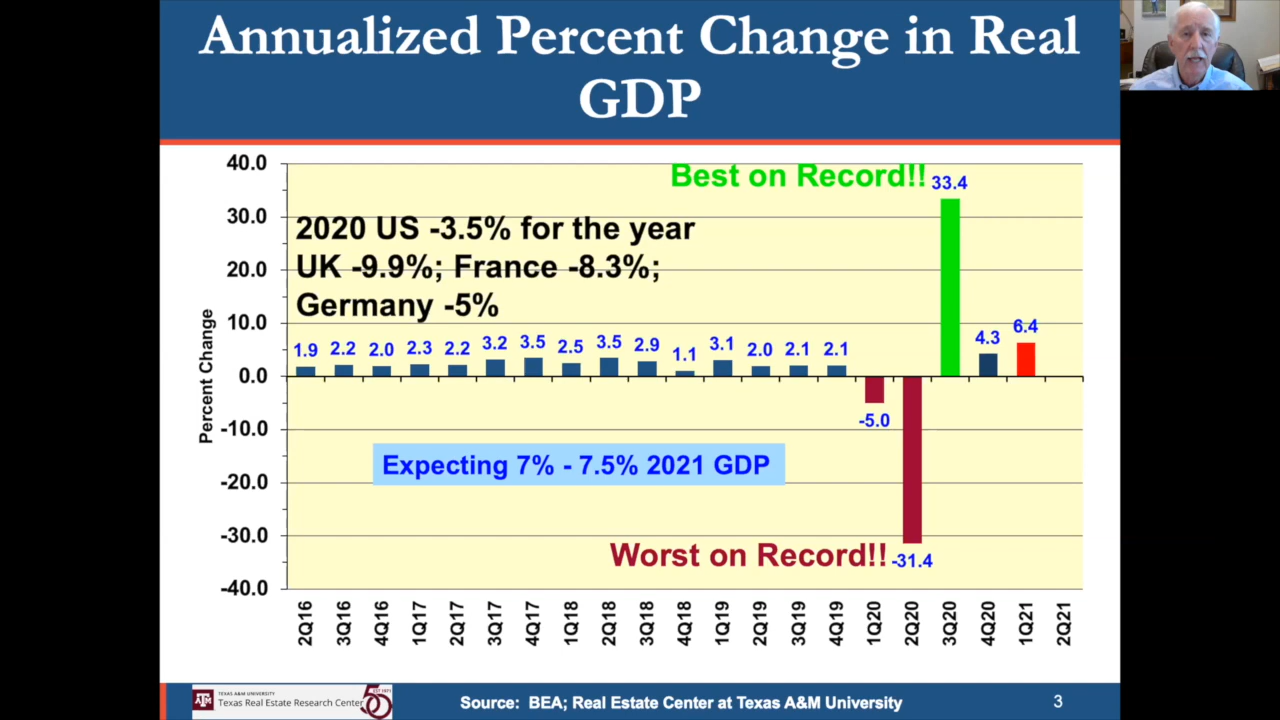 Annualized Percent Change in Real
GDP
40.0
30.0
20.0
10.0
0.0
-10.0
-20.0
-30.0
-40.0
Percent Change
Best on Record!!
2020 US -3.5% for the year
UK -9.9%; France -8.3%;
Germany -5%
1.9 2.2 2.0 2.3 2.2 3.2 3.5 2.5 3.5 2.9 1.1 3.1 2.0 2.1 2.1 -5.0 -31.4 33.4 4.3 6.4
Expecting 7% - 7.5% 2021 GDP
Worst on Record!!
2Q16 3Q16 4Q16 1Q17 2Q17 3Q17 4Q17 1Q18 2Q18 3Q18 4Q18 1Q19 2Q19 3Q19 4Q19 1Q20 2Q20 3Q20 4Q20 1Q21 2Q21
ATM
TEXAS A&M UNIVERSITY
Texas Real Estate Research Center
EST 1971
50
Source: BEA; Real Estate Center at Texas A&M University
3